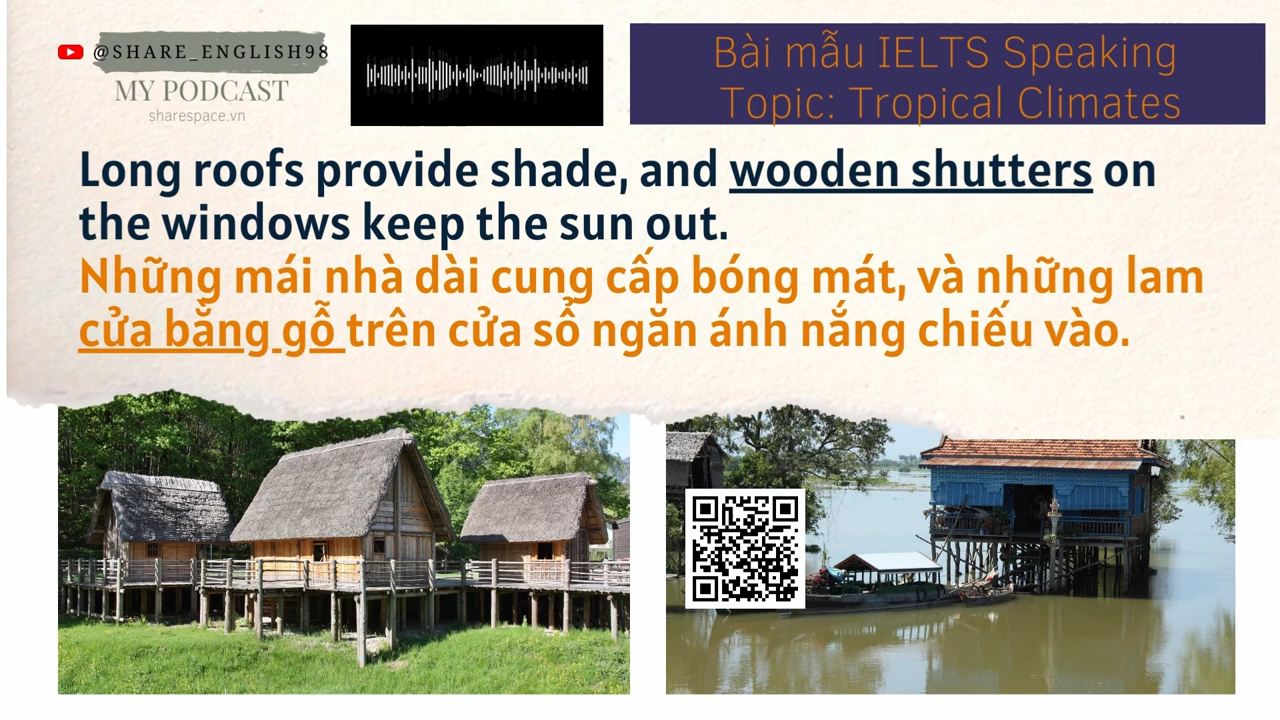 @SHARE_ENGLISH98
MY PODCAST
sharespace.vn
Bài mẫu IELTS Speaking
Topic: Tropical Climates
Long roofs provide shade, and wooden shutters on
the windows keep the sun out.
Những mái nhà dài cung cấp bóng mát, và những lam
cửa bằng gỗ trên cửa sổ ngăn ánh nắng chiếu vào.